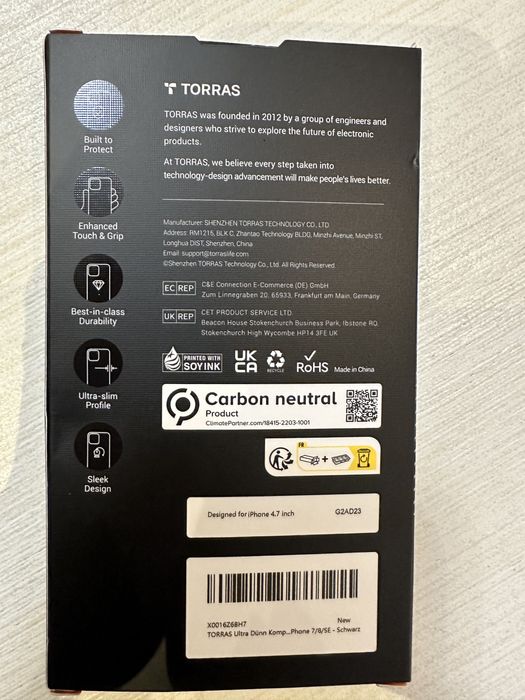 TORRAS
TORRAS was founded in 2012 by a group of engineers and
designers who strive to explore the future of electronic
products.
At TORRAS, we believe every step taken into
technology-design advancement will make people's lives better.
Built to
Protect
Enhanced
Touch & Grip
Best-in-class
Durability
Ultra-slim
Profile
Sleek
Design
Manufacturer: SHENZHEN TORRAS TECHNOLOGY CO., LTD
Address: RM1215, BLK C, Zhantao Technology BLDG, Minzhi Avenue, Minzhi ST,
Longhua DIST, Shenzhen, China
Email: support@torraslife.com
©Shenzhen TORRAS Technology Co., Ltd. All Rights Reserved.
EC REP
C&E Connection E-Commerce (DE) GmbH
Zum Linnegraben 20, 65933, Frankfurt am Main, Germany
UK REP
CET PRODUCT SERVICE LTD.
Beacon House Stokenchurch Business Park, Ibstone RD,
Stokenchurch High Wycombe HP14 3FE UK
PRINTED WITH
SOY INK
UK
CA
RECYCLE
RoHS
Made in China
Carbon neutral
Product
ClimatePartner.com/18415-2203-1001
FR
+
Designed for iPhone 4.7 inch
G2AD23
X0016Z68H7
New
TORRAS Ultra Dünn Komp...Phone 7/8/SE - Schwarz